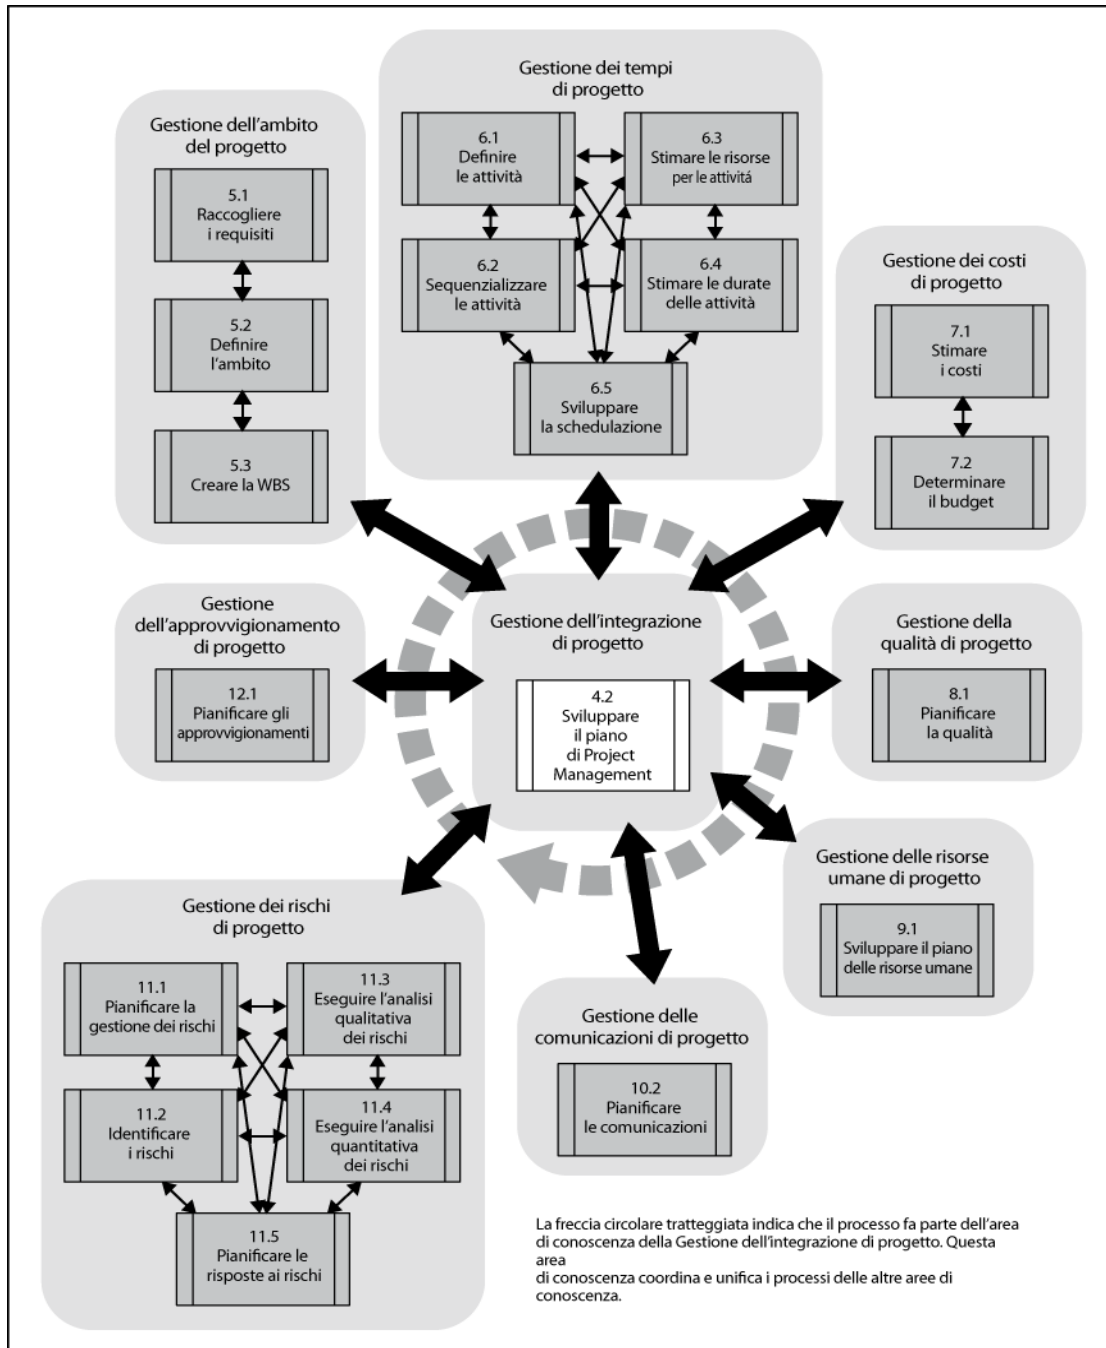 Gestione dei tempi
di progetto
6.1
Definire
le attività
6.3
Stimare le risorse
per le attivitá
6.2
Sequenzializzare
le attività
6.4
Stimare le durate
delle attività
6.5
Sviluppare
la schedulazione
Gestione dell'ambito
del progetto
5.1
Raccogliere
i requisiti
5.2
Definire
l'ambito
5.3
Creare la WBS
Gestione dei costi
di progetto
7.1
Stimare
i costi
7.2
Determinare
il budget
Gestione
dell'approvvigionamento
di progetto
12.1
Pianificare gli
approvvigionamenti
Gestione dell'integrazione
di progetto
4.2
Sviluppare
il piano
di Project
Management
Gestione della
qualità di progetto
8.1
Pianificare
la qualità
Gestione delle risorse
umane di progetto
9.1
Sviluppare il piano
delle risorse umane
Gestione dei rischi
di progetto
11.1
Pianificare la
gestione dei rischi
11.3
Eseguire l'analisi
qualitativa
dei rischi
11.2
Identificare
i rischi
11.4
Eseguire l'analisi
quantitativa
dei rischi
11.5
Pianificare le
risposte ai rischi
Gestione delle
comunicazioni di progetto
10.2
Pianificare
le comunicazioni
La freccia circolare tratteggiata indica che il processo fa parte dell'area
di conoscenza della Gestione dell'integrazione di progetto. Questa
area
di conoscenza coordina e unifica i processi delle altre aree di
conoscenza.